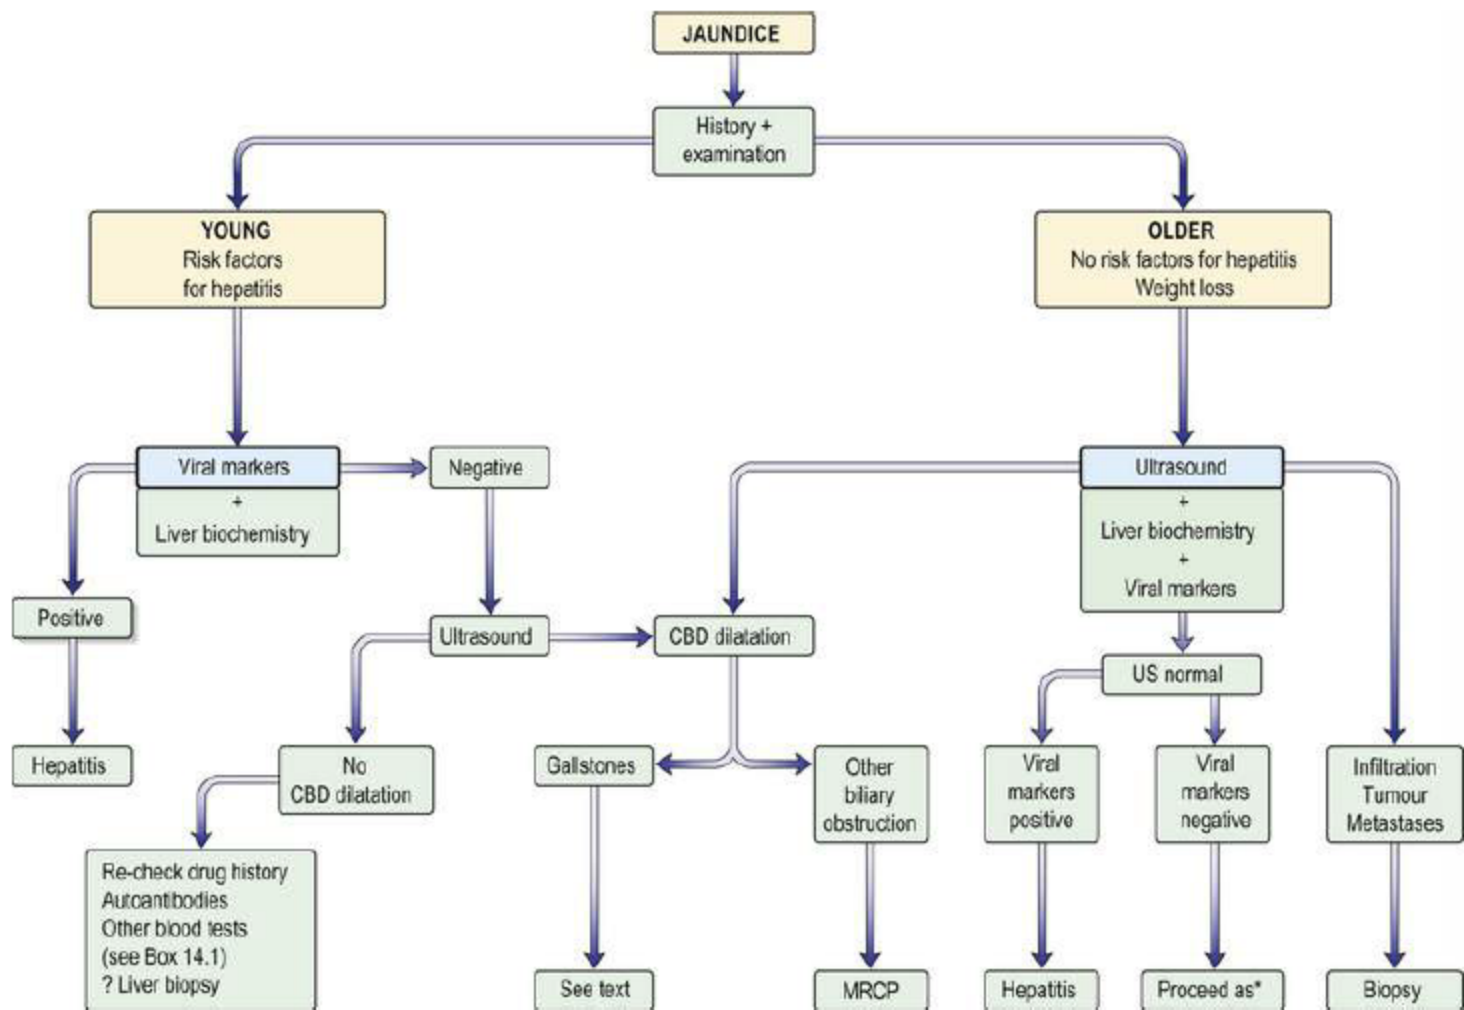 JAUNDICE
History +
examination
YOUNG
Risk factors
for hepatitis
OLDER
No risk factors for hepatitis
Weight loss
Viral markers
+
Liver biochemistry
Negative
Ultrasound
+
Liver biochemistry
+
Viral markers
Positive
Ultrasound
CBD dilatation
US normal
Hepatitis
No
CBD dilatation
Gallstones
Other
biliary
obstruction
Viral
markers
positive
Viral
markers
negative
Infiltration
Tumour
Metastases
Re-check drug history
Autoantibodies
Other blood tests
(see Box 14.1)
? Liver biopsy
See text
MRCP
Hepatitis
Proceed as*
Biopsy